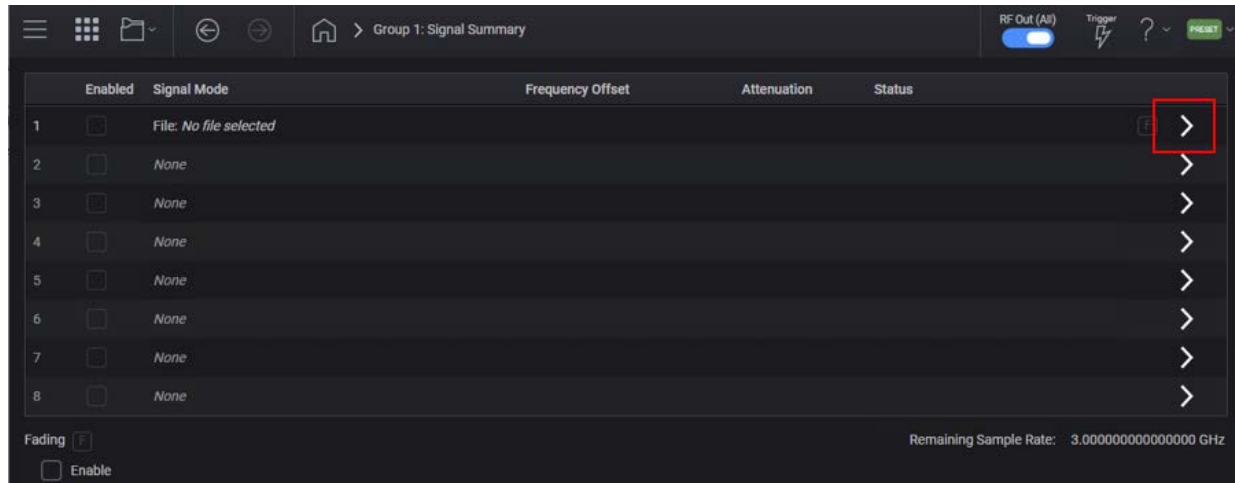 Group 1: Signal Summary
RF Out (All)
Trigger
PRESET
Enabled Signal Mode Frequency Offset Attenuation Status
1 File: No file selected F
2 None
3 None
4 None
5 None
6 None
7 None
8 None
Fading F Remaining Sample Rate: 3.000000000000000 GHz
Enable